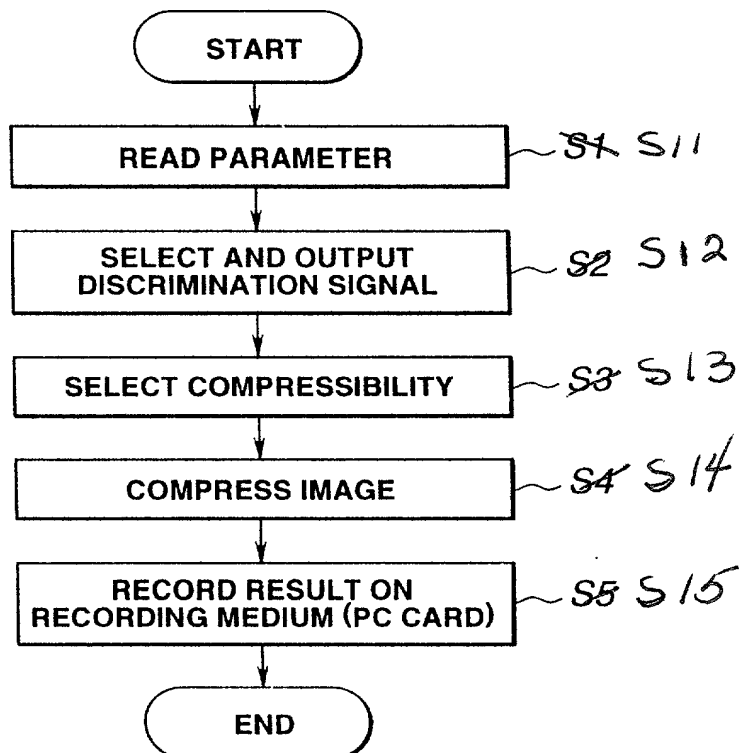 START
READ PARAMETER
S1 S11
SELECT AND OUTPUT
DISCRIMINATION SIGNAL
S2 S12
SELECT COMPRESSIBILITY
S3 S13
COMPRESS IMAGE
S4 S14
RECORD RESULT ON
RECORDING MEDIUM (PC CARD)
S5 S15
END